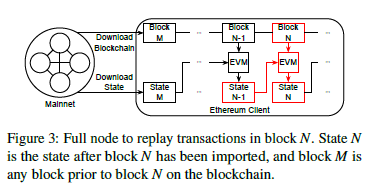 Download
Blockchain
Download
State
Mainnet
Block
M
...
Block
N-1
Block
N
...
EVM
EVM
State
M
...
State
N-1
State
N
...
Ethereum Client
Figure 3: Full node to replay transactions in block N. State N
is the state after block N has been imported, and block M is
any block prior to block N on the blockchain.